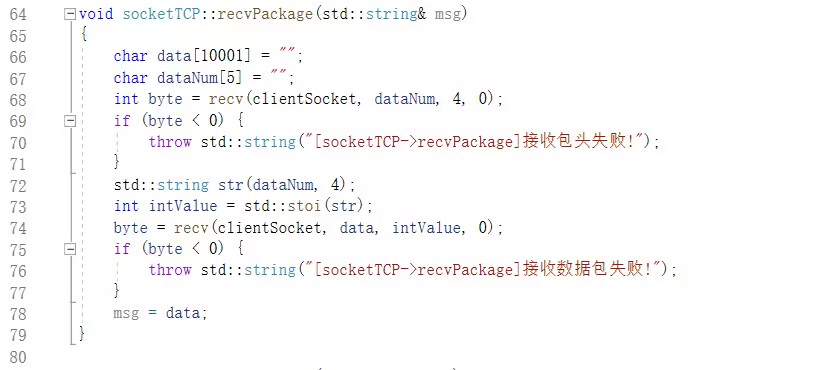 64 void socketTCP::recvPackage(std::string& msg)
65 {
66 char data[10001] = "";
67 char dataNum[5] = "";
68 int byte = recv(clientSocket, dataNum, 4, 0);
69 if (byte < 0) {
70 throw std::string("[socketTCP->recvPackage]接收包头失败!");
71 }
72 std::string str(dataNum, 4);
73 int intValue = std::stoi(str);
74 byte = recv(clientSocket, data, intValue, 0);
75 if (byte < 0) {
76 throw std::string("[socketTCP->recvPackage]接收数据包失败!");
77 }
78 msg = data;
79 }
80